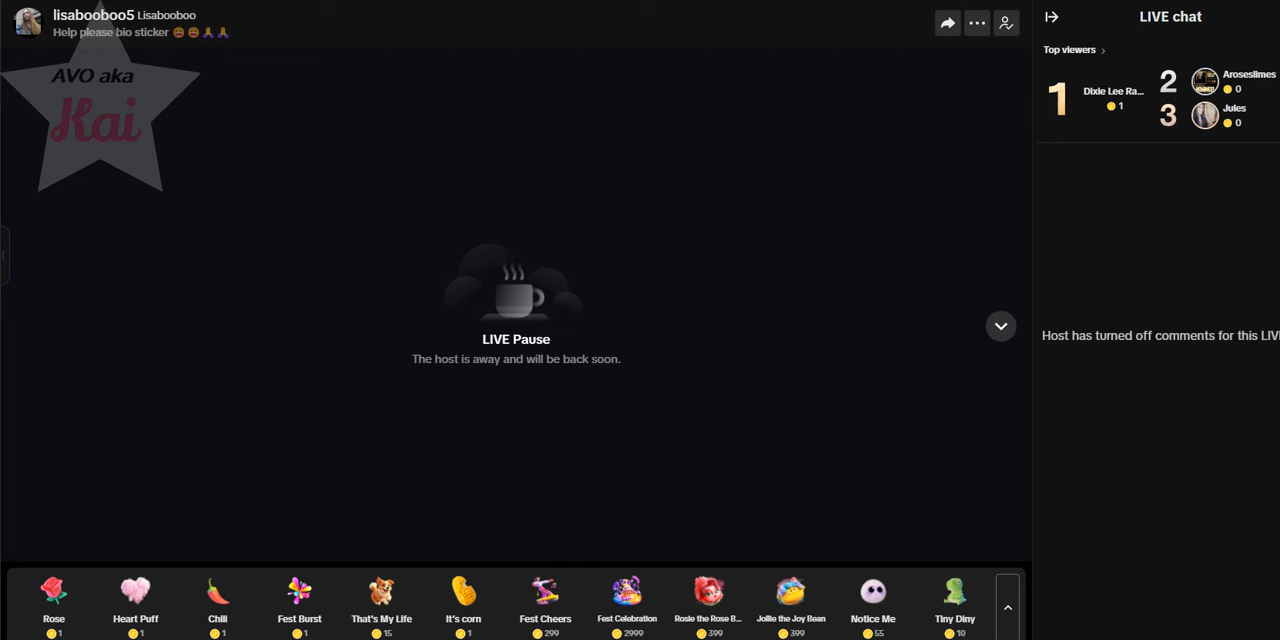 lisabooboo5 Lisabooboo
Help please bio sticker
AVO aka
Kai
LIVE Pause
The host is away and will be back soon.
LIVE chat
Top viewers
1
Dixie Lee Ra...
1
2
Aroseslimes
0
3
Jules
0
Host has turned off comments for this LIV
Rose Heart Puff Chili Fest Burst That's My Life It's corn Fest Cheers Fest Celebration Rosie the Rose B... Jollie the Joy Bean Notice Me Tiny Diny
1 1 1 1 15 1 299 2999 399 399 55 10